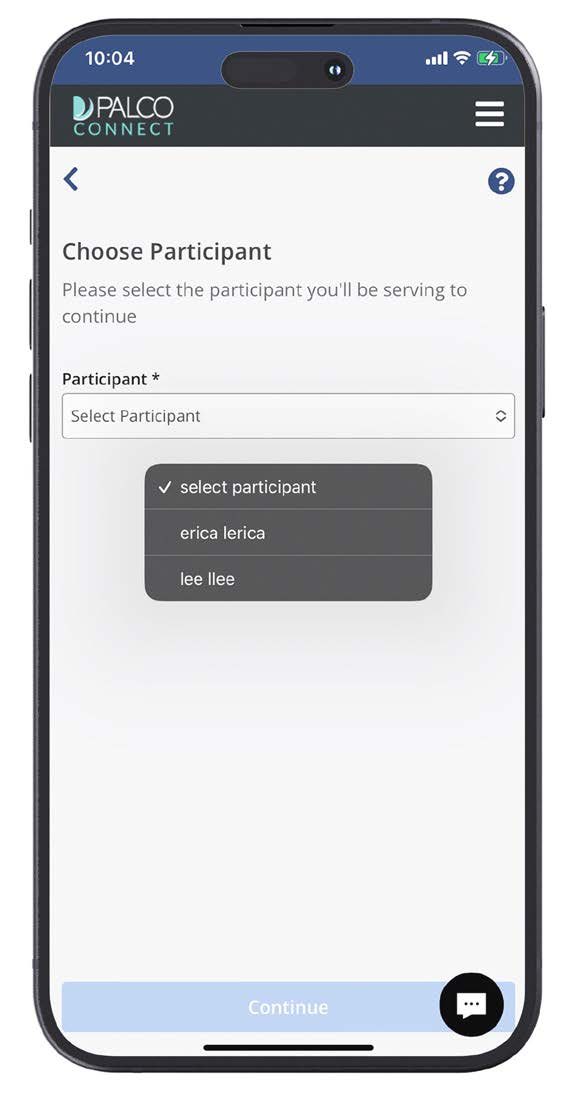 10:04
PALCO
CONNECT
Choose Participant
Please select the participant you'll be serving to
continue
Participant *
Select Participant
select participant
erica lerica
lee llee
Continue